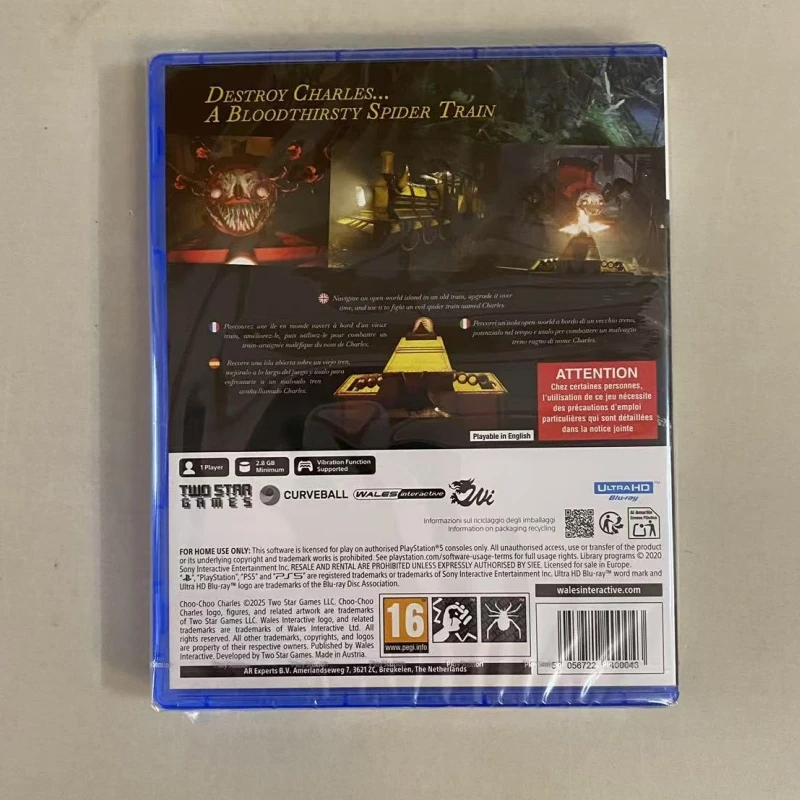 DESTROY CHARLES...
A BLOODTHIRSTY SPIDER TRAIN
Navigate an open-world island in an old train, upgrade it over
time, and use it to fight an evil spider train named Charles.
Parcourez une île en monde ouvert à bord d'un vieux
train, améliorez-le, puis utilisez-le pour combattre un
train-araignée maléfique du nom de Charles.
Percorri un'isola open-world a bordo di un vecchio treno,
potenzialo nel tempo e usalo per combattere un malvagio
treno ragno di nome Charles.
Recorre una isla abierta sobre un viejo tren,
mejóralo a lo largo del juego y úsalo para
enfrentarte a un malvado tren
araña llamado Charles.
ATTENTION
Chez certaines personnes,
l'utilisation de ce jeu nécessite
des précautions d'emploi
particulières qui sont détaillées
dans la notice jointe
Playable in English
1 Player
2.8 GB
Minimum
Vibration Function
Supported
TWO STAR
GAMES
CURVEBALL
WALES interactive
Wi
ULTRA HD
Blu-ray
Informazioni sul riciclaggio degli imballaggi
Information on packaging recycling
FOR HOME USE ONLY: This software is licensed for play on authorised PlayStation®5 consoles only. All unauthorised access, use or transfer of the product
or its underlying copyright and trademark works is prohibited. See playstation.com/software-usage-terms for full usage rights. Library programs © 2020
Sony Interactive Entertainment Inc. RESALE AND RENTAL ARE PROHIBITED UNLESS EXPRESSLY AUTHORISED BY SIEE. Licensed for sale in Europe.
"PlayStation", "PS5" and "PS5" are registered trademarks or trademarks of Sony Interactive Entertainment Inc. Ultra HD Blu-ray™ word mark and
Ultra HD Blu-ray™ logo are trademarks of the Blu-ray Disc Association.
Choo-Choo Charles ©2025 Two Star Games LLC. Choo-Choo
Charles logo, figures, and related artwork are trademarks
of Two Star Games LLC. Wales Interactive logo, and related
trademarks are trademarks of Wales Interactive Ltd. All
rights reserved. All other trademarks, copyrights, and logos
are property of their respective owners. Published by Wales
Interactive. Developed by Two Star Games. Made in Austria.
16
www.pegi.info
walesinteractive.com
AR Experts B.V. Amerlandseweg 7, 3621 ZC, Breukelen, The Netherlands